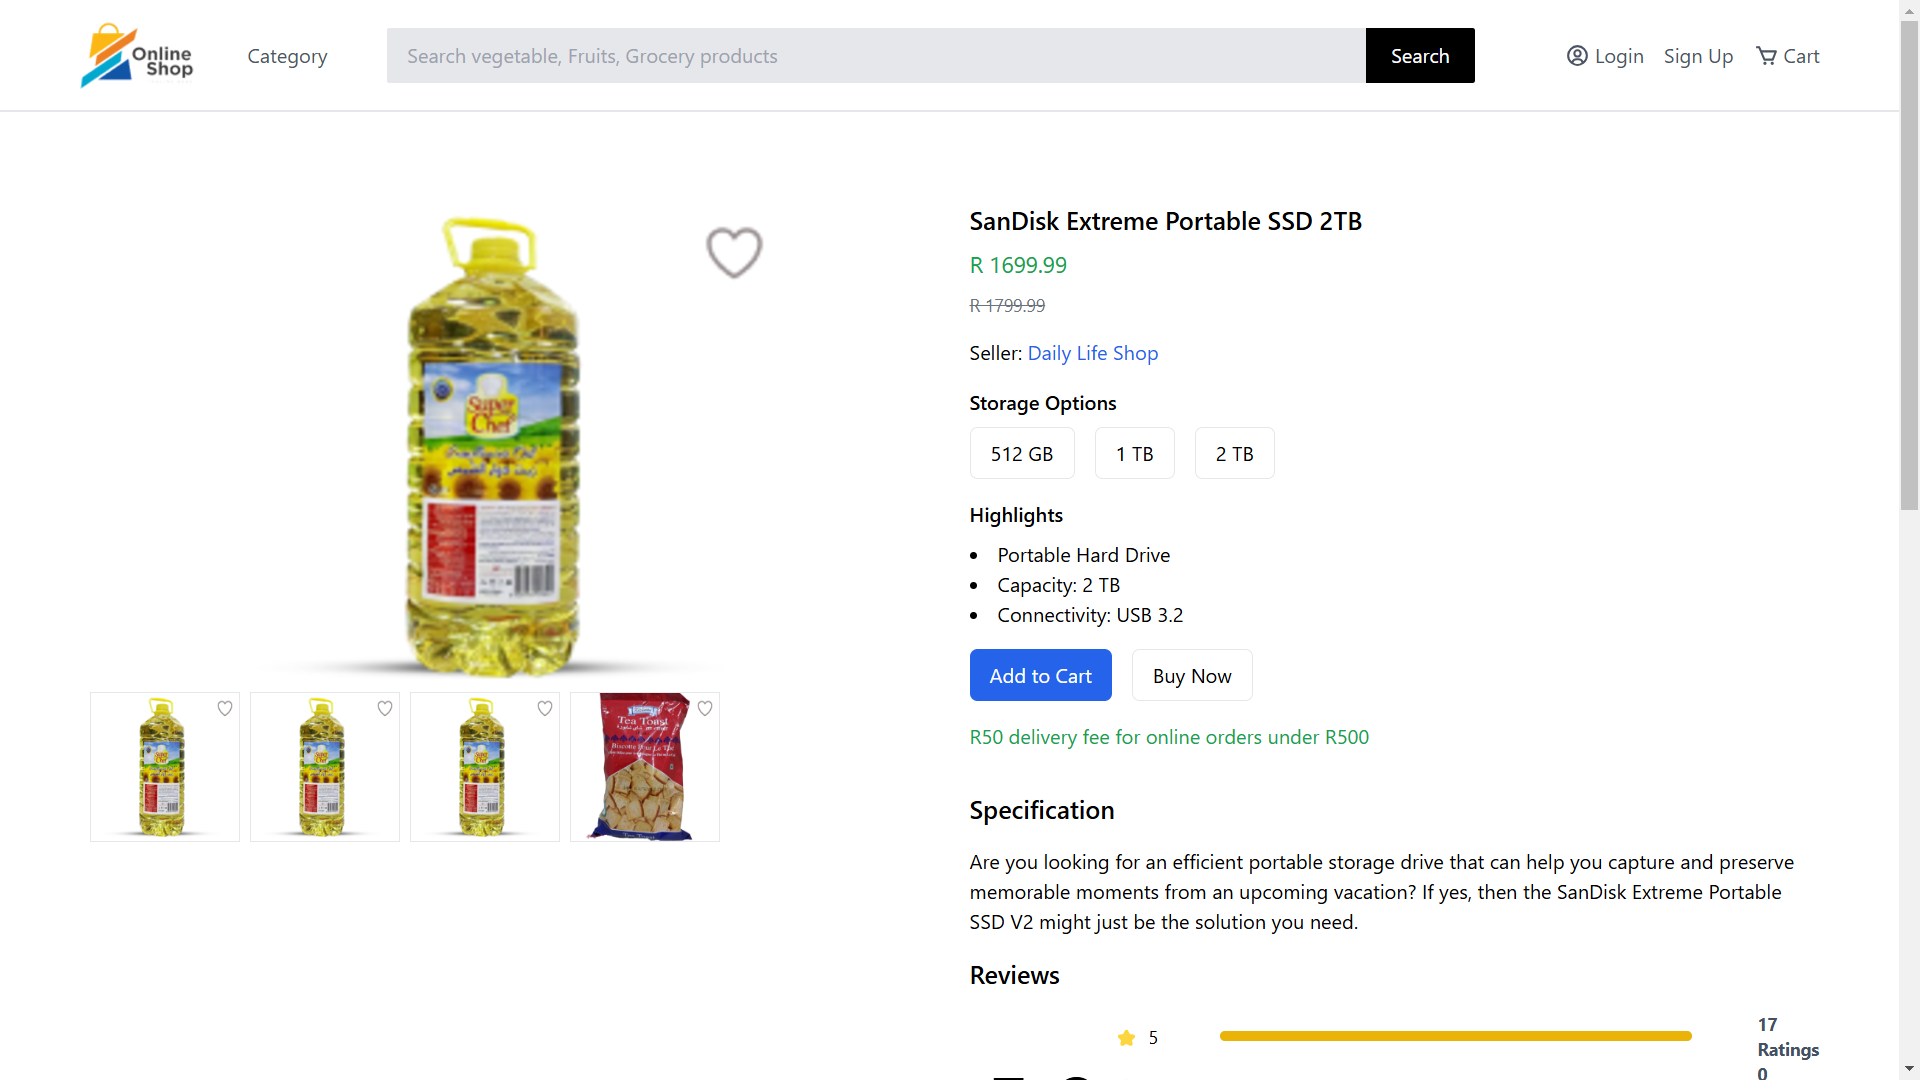 Online
Shop
Category
Search vegetable, Fruits, Grocery products
Search
Login
Sign Up
Cart
Super
Chef
SanDisk Extreme Portable SSD 2TB
R 1699.99
R 1799.99
Seller: Daily Life Shop
Storage Options
512 GB
1 TB
2 TB
Highlights
• Portable Hard Drive
• Capacity: 2 TB
• Connectivity: USB 3.2
Add to Cart
Buy Now
R50 delivery fee for online orders under R500
Tea Toast
Specification
Are you looking for an efficient portable storage drive that can help you capture and preserve
memorable moments from an upcoming vacation? If yes, then the SanDisk Extreme Portable
SSD V2 might just be the solution you need.
Reviews
5
17
Ratings
0